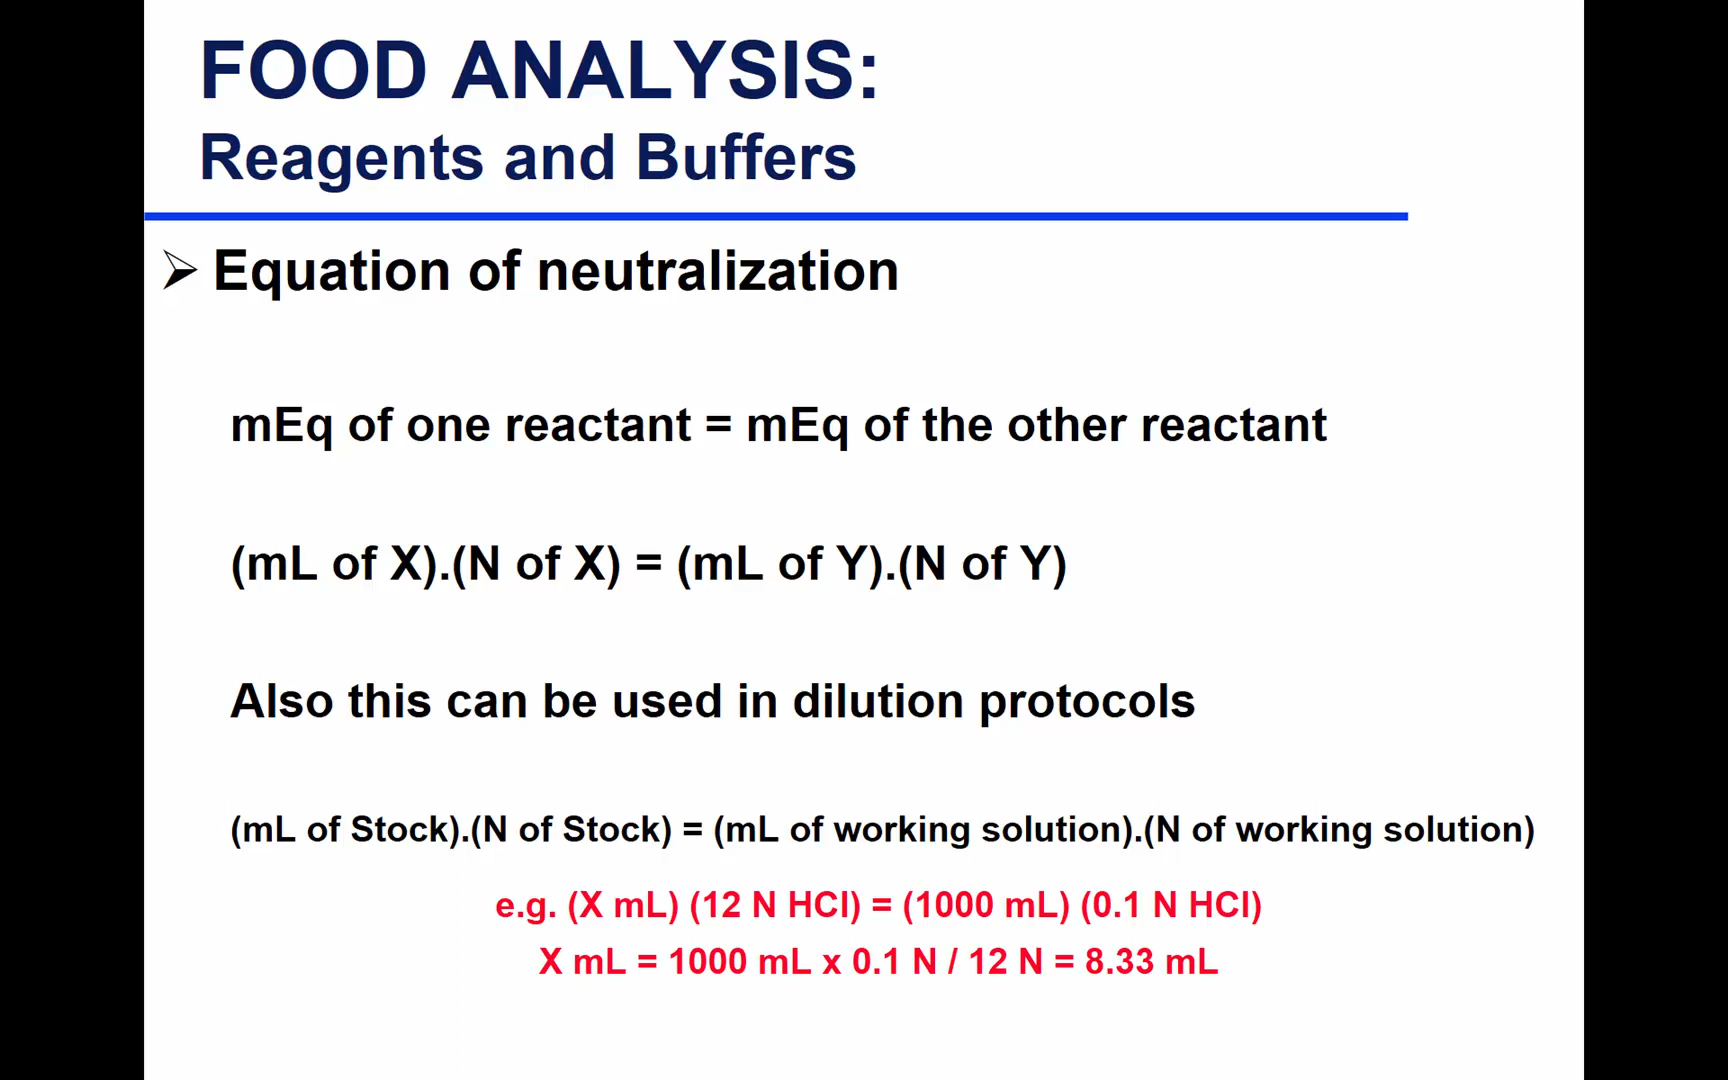 FOOD ANALYSIS:
Reagents and Buffers
➢ Equation of neutralization
mEq of one reactant = mEq of the other reactant
(mL of X).(N of X) = (mL of Y).(N of Y)
Also this can be used in dilution protocols
(mL of Stock).(N of Stock) = (mL of working solution).(N of working solution)
e.g. (X mL) (12 N HCl) = (1000 mL) (0.1 N HCl)
X mL = 1000 mL x 0.1 N / 12 N = 8.33 mL